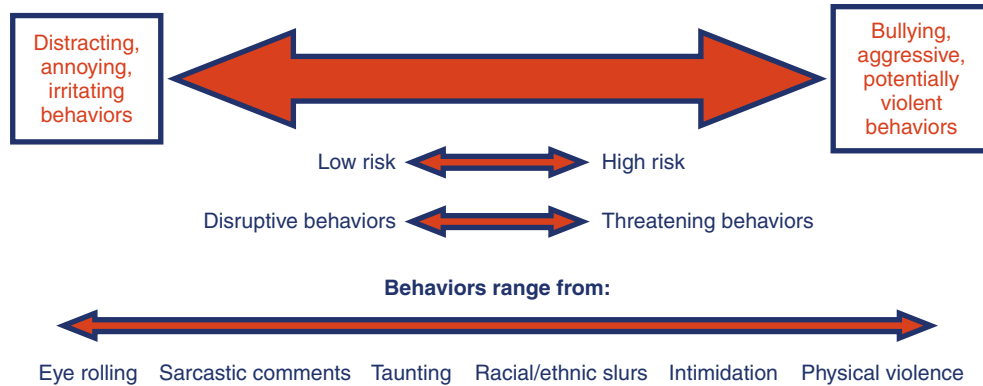 Distracting,
annoying,
irritating
behaviors
Bullying,
aggressive,
potentially
violent
behaviors
Low risk High risk
Disruptive behaviors Threatening behaviors
Behaviors range from:
Eye rolling Sarcastic comments Taunting Racial/ethnic slurs Intimidation Physical violence